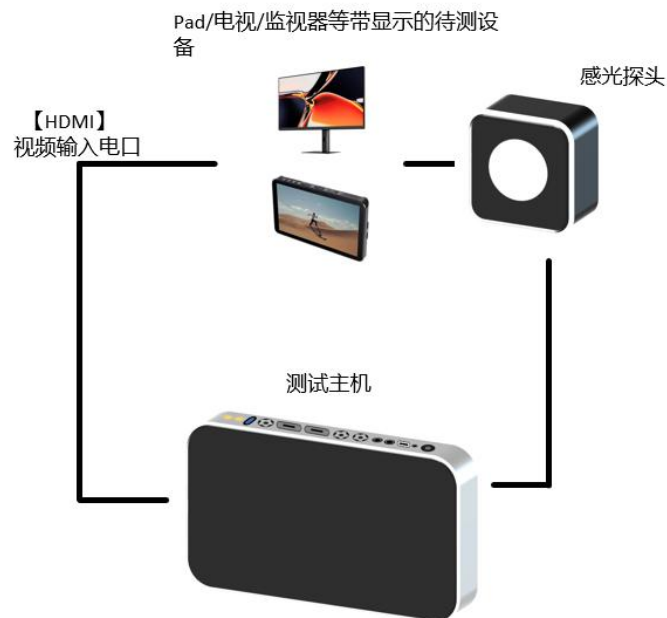 Pad/电视/监视器等带显示的待测设
备
感光探头
【HDMI】
视频输入电口
测试主机